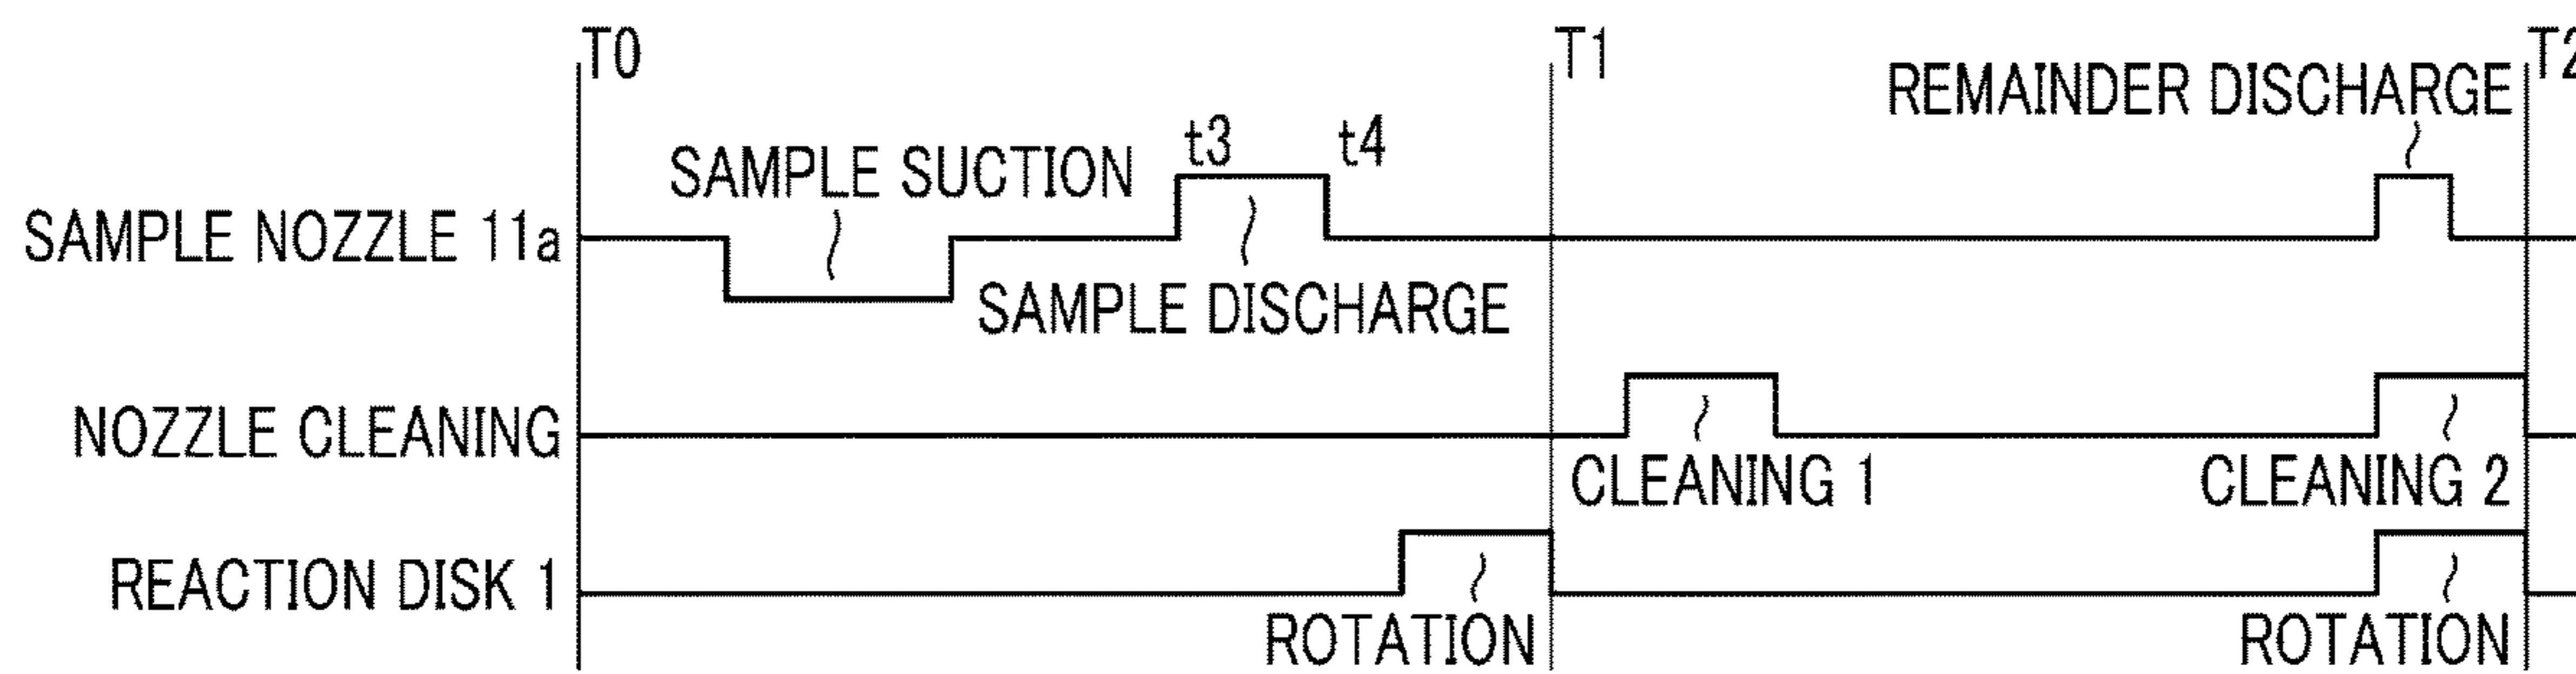 T0
T1
T2
REMAINDER DISCHARGE
t3
t4
SAMPLE SUCTION
SAMPLE NOZZLE 11a
SAMPLE DISCHARGE
NOZZLE CLEANING
CLEANING 1
CLEANING 2
REACTION DISK 1
ROTATION
ROTATION